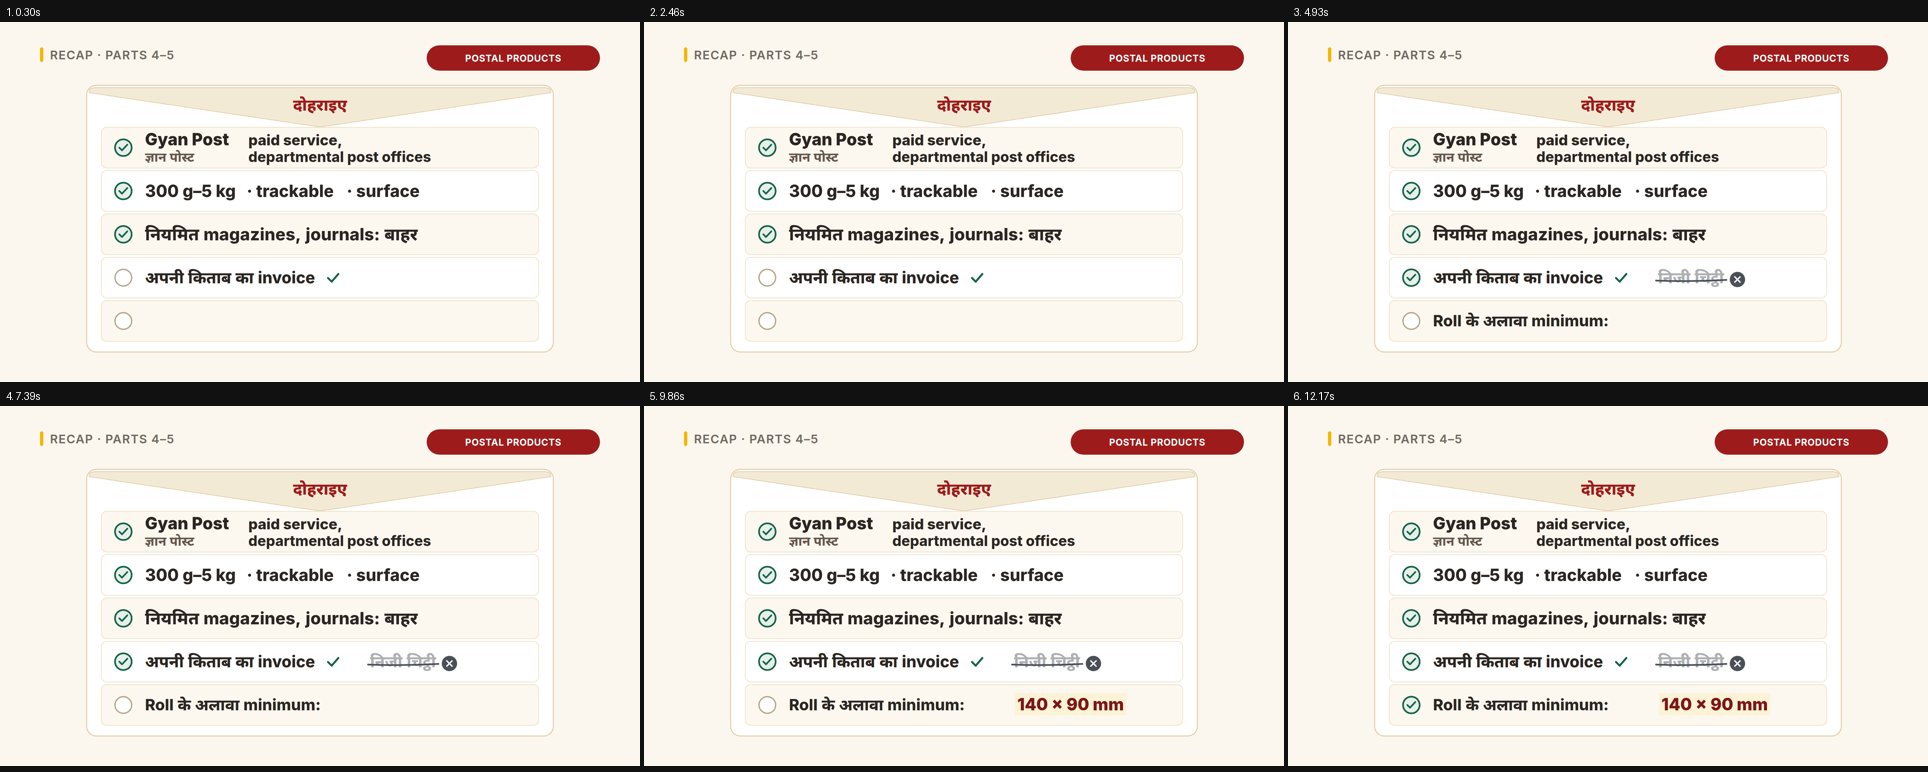 1. 0.30s
RECAP · PARTS 4–5
POSTAL PRODUCTS
दोहराइए
Gyan Post
ज्ञान पोस्ट
paid service,
departmental post offices
300 g–5 kg · trackable · surface
नियमित magazines, journals: बाहर
अपनी किताब का invoice ✓
2. 2.46s
RECAP · PARTS 4–5
POSTAL PRODUCTS
दोहराइए
Gyan Post
ज्ञान पोस्ट
paid service,
departmental post offices
300 g–5 kg · trackable · surface
नियमित magazines, journals: बाहर
अपनी किताब का invoice ✓
3. 4.93s
RECAP · PARTS 4–5
POSTAL PRODUCTS
दोहराइए
Gyan Post
ज्ञान पोस्ट
paid service,
departmental post offices
300 g–5 kg · trackable · surface
नियमित magazines, journals: बाहर
अपनी किताब का invoice ✓ निजी चिट्ठी
Roll के अलावा minimum:
4. 7.39s
RECAP · PARTS 4–5
POSTAL PRODUCTS
दोहराइए
Gyan Post
ज्ञान पोस्ट
paid service,
departmental post offices
300 g–5 kg · trackable · surface
नियमित magazines, journals: बाहर
अपनी किताब का invoice ✓ निजी चिट्ठी
Roll के अलावा minimum:
5. 9.86s
RECAP · PARTS 4–5
POSTAL PRODUCTS
दोहराइए
Gyan Post
ज्ञान पोस्ट
paid service,
departmental post offices
300 g–5 kg · trackable · surface
नियमित magazines, journals: बाहर
अपनी किताब का invoice ✓ निजी चिट्ठी
Roll के अलावा minimum: 140 × 90 mm
6. 12.17s
RECAP · PARTS 4–5
POSTAL PRODUCTS
दोहराइए
Gyan Post
ज्ञान पोस्ट
paid service,
departmental post offices
300 g–5 kg · trackable · surface
नियमित magazines, journals: बाहर
अपनी किताब का invoice ✓ निजी चिट्ठी
Roll के अलावा minimum: 140 × 90 mm